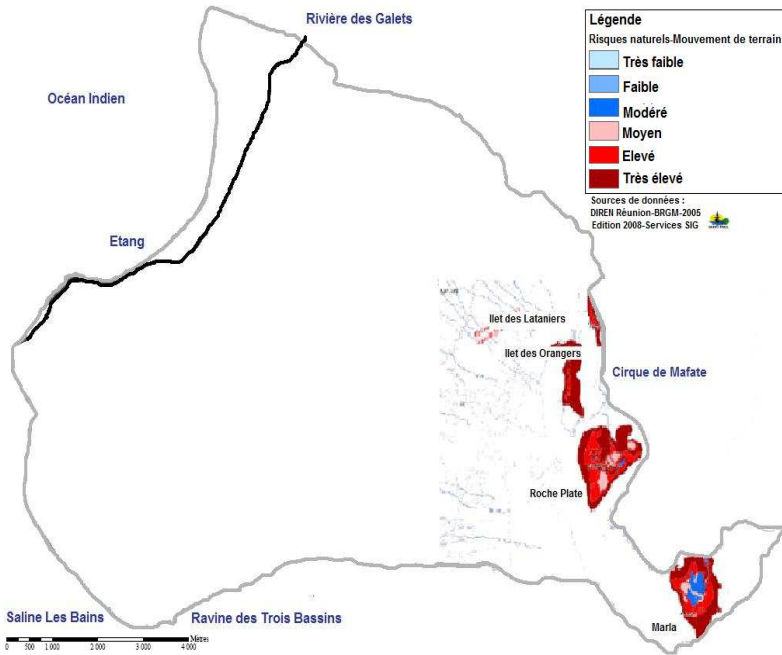 Rivière des Galets
Océan Indien
Etang
Légende
Risques naturels-Mouvement de terrain
Très faible
Faible
Modéré
Moyen
Elevé
Très élevé
Sources de données :
DIREN Réunion-BRGM-2005
Edition 2008-Services SIG
Ilet des Lataniers
Ilet des Orangers
Cirque de Mafate
Roche Plate
Marla
Saline Les Bains
Ravine des Trois Bassins
Mètres
0 500 1 000 2 000 3 000 4 000